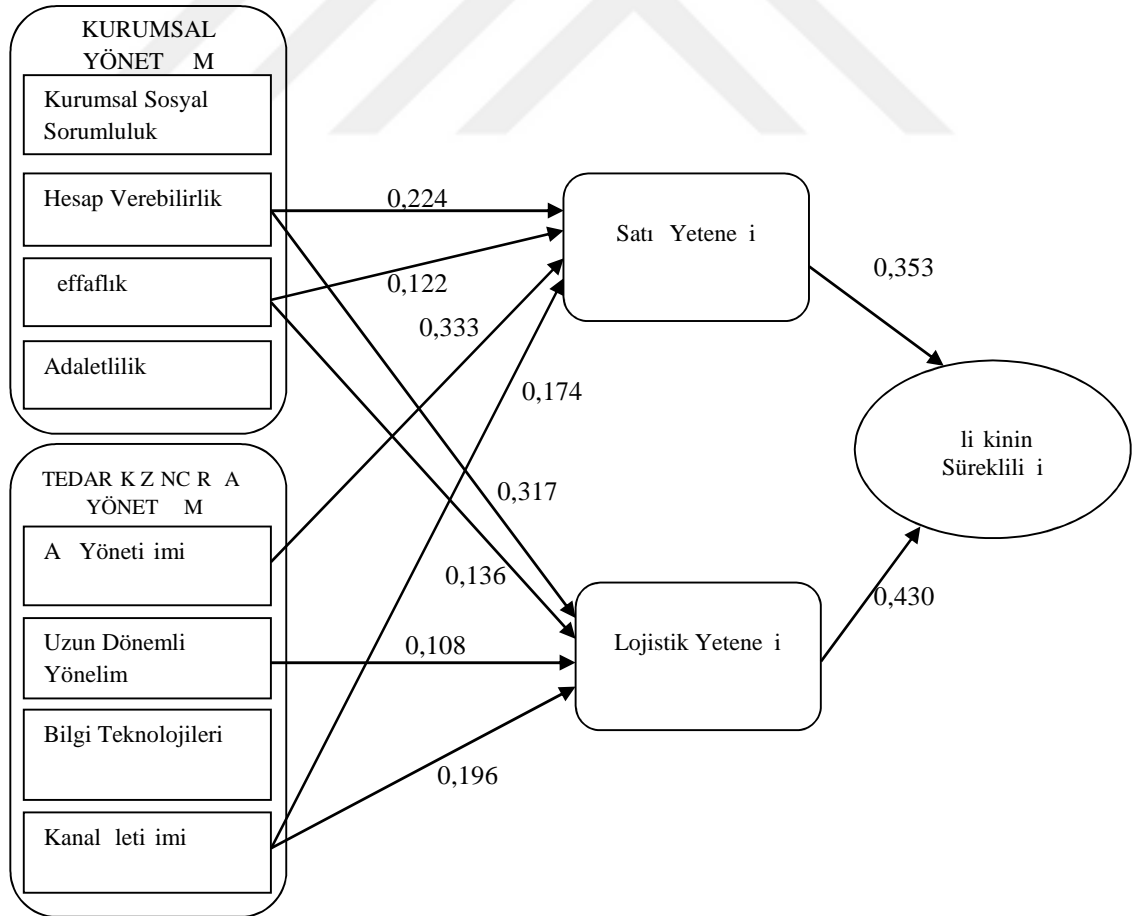 KURUMSAL
YÖNET M
Kurumsal Sosyal
Sorumluluk
Hesap Verebilirlik
effaflık
Adaletlilik
TEDAR K Z NC R A
YÖNET M
A Yöneti imi
Uzun Dönemli
Yönelim
Bilgi Teknolojileri
Kanal leti imi
0,224
0,122
0,333
0,174
0,317
0,136
0,108
0,196
Satı Yetene i
Lojistik Yetene i
0,353
0,430
li kinin
Süreklili i